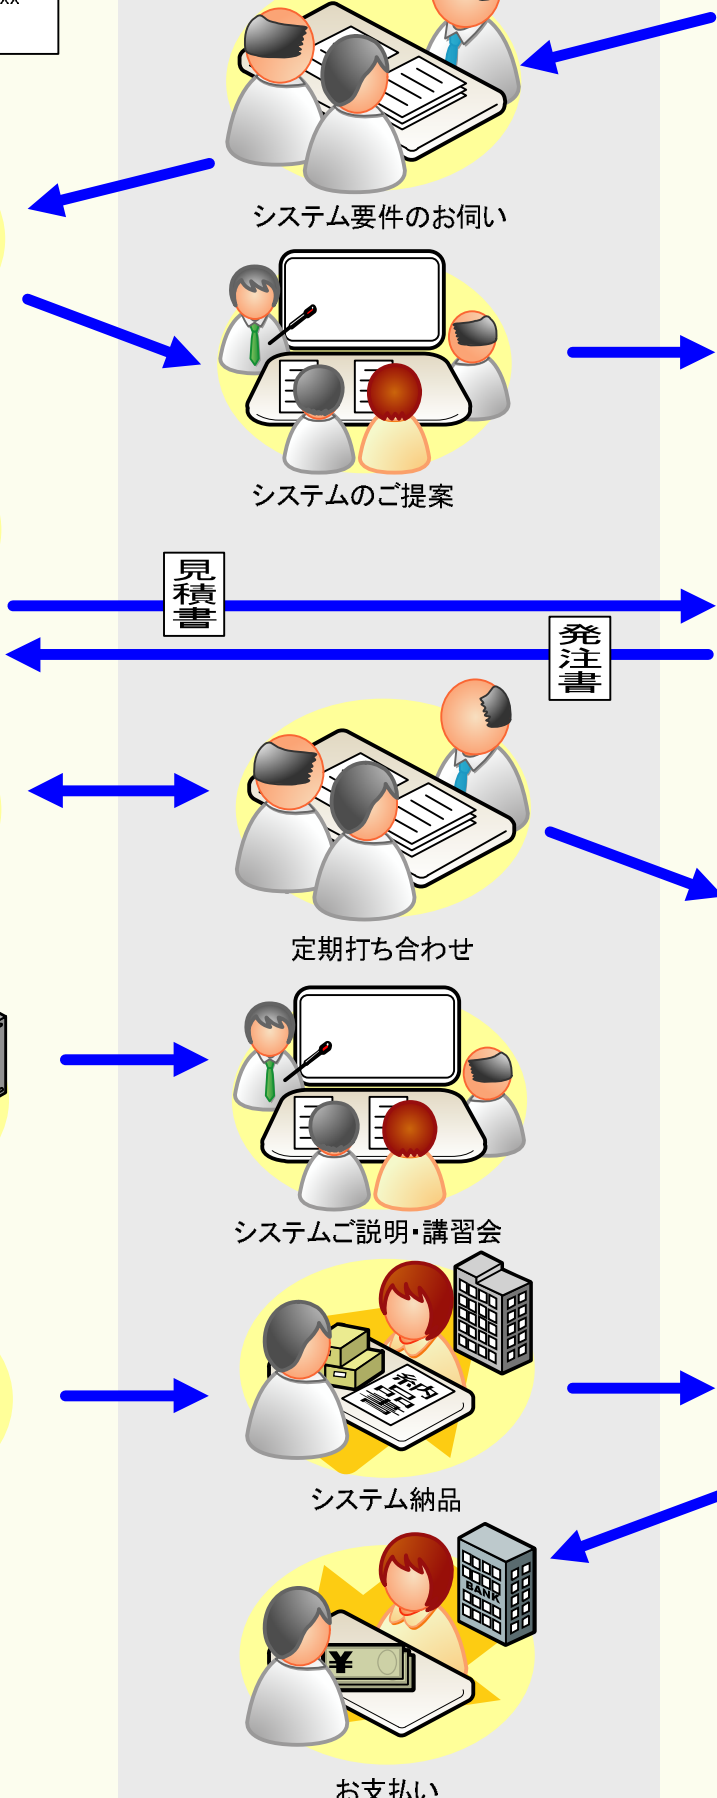 xx
システム要件のお伺い
システムのご提案
見積書
発注書
定期打ち合わせ
システムご説明・講習会
納品書
システム納品
BANK
¥
お支払い